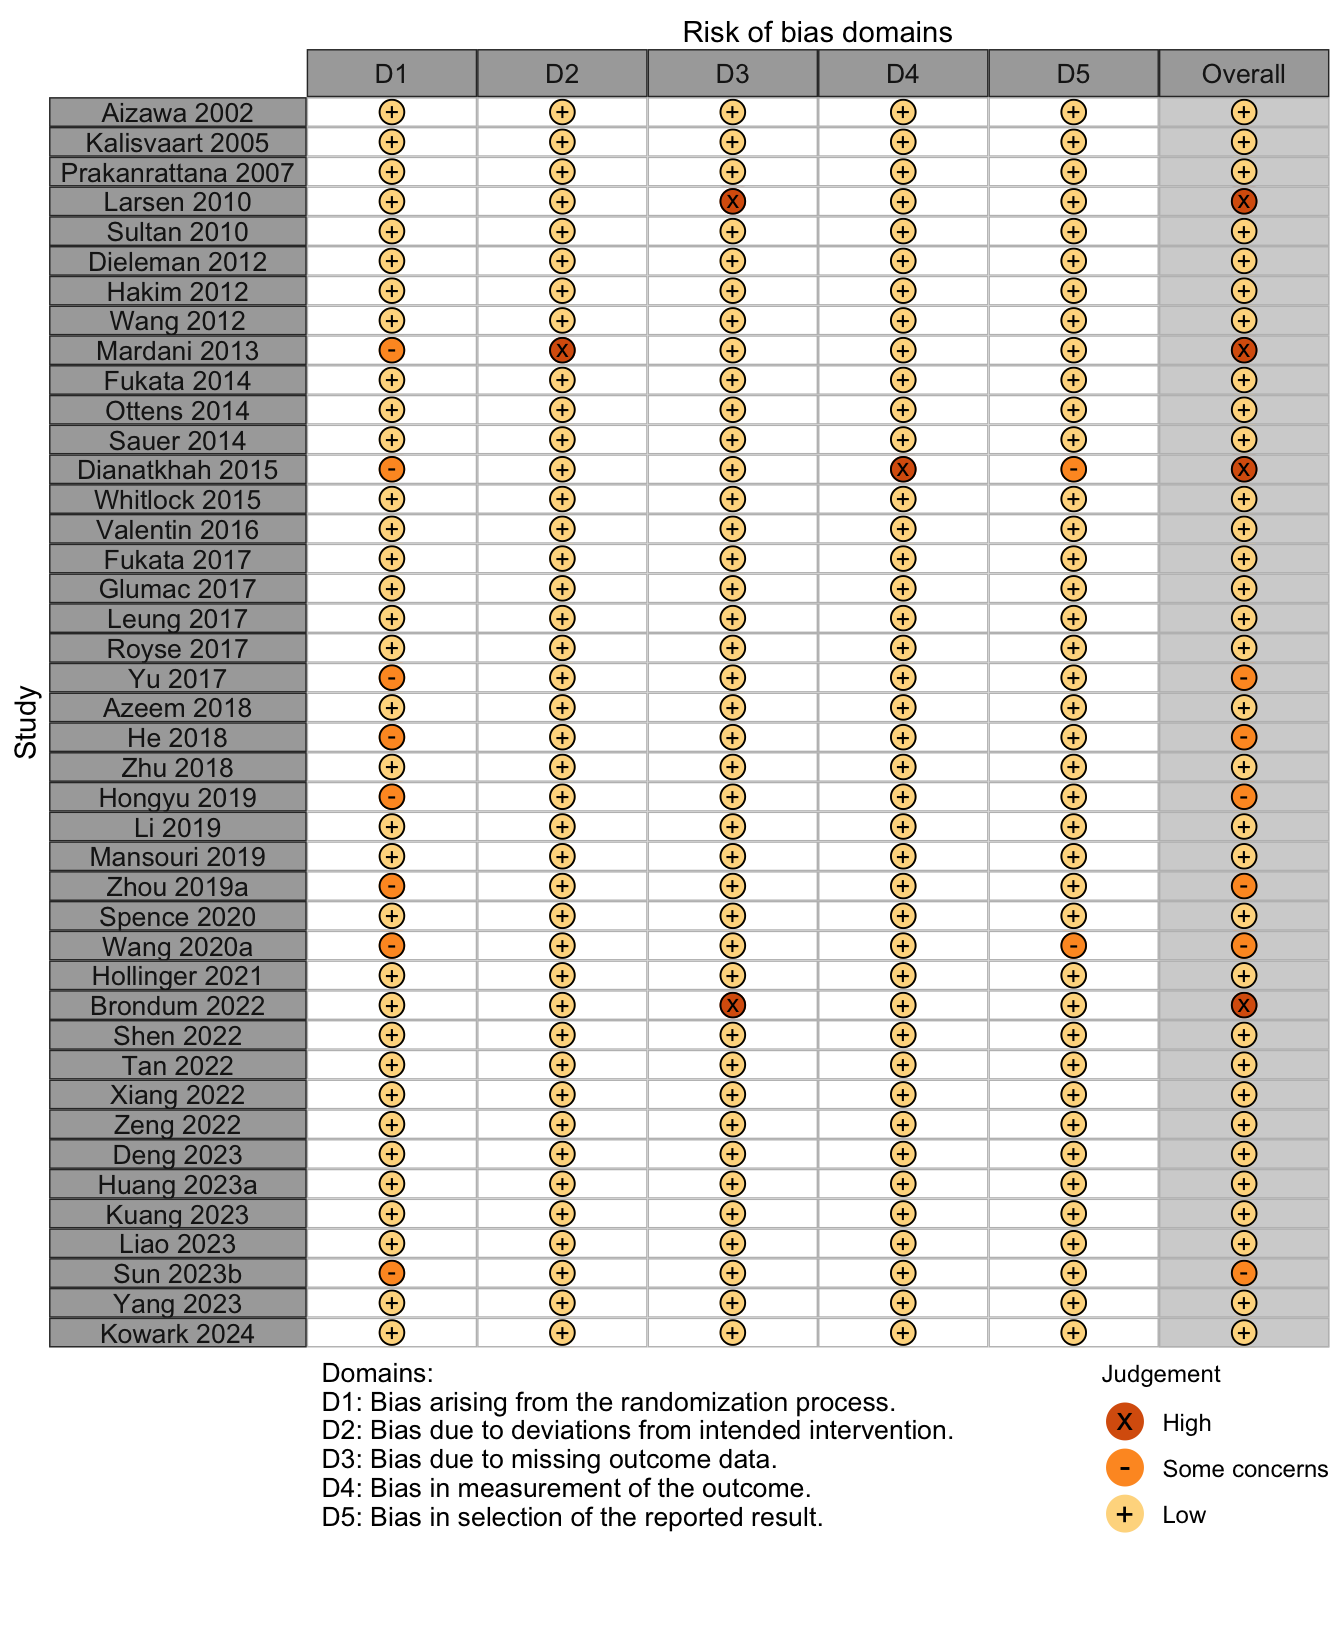 Risk of bias domains
D1 D2 D3 D4 D5 Overall
Study
Aizawa 2002 + + + + + +
Kalisvaart 2005 + + + + + +
Prakanrattana 2007 + + + + + +
Larsen 2010 + + X + + X
Sultan 2010 + + + + + +
Dieleman 2012 + + + + + +
Hakim 2012 + + + + + +
Wang 2012 + + + + + +
Mardani 2013 - X + + + X
Fukata 2014 + + + + + +
Ottens 2014 + + + + + +
Sauer 2014 + + + + + +
Dianatkhah 2015 - + + X - X
Whitlock 2015 + + + + + +
Valentin 2016 + + + + + +
Fukata 2017 + + + + + +
Glumac 2017 + + + + + +
Leung 2017 + + + + + +
Royse 2017 + + + + + +
Yu 2017 - + + + + -
Azeem 2018 + + + + + +
He 2018 - + + + + -
Zhu 2018 + + + + + +
Hongyu 2019 - + + + + -
Li 2019 + + + + + +
Mansouri 2019 + + + + + +
Zhou 2019a - + + + + -
Spence 2020 + + + + + +
Wang 2020a - + + + - -
Hollinger 2021 + + + + + +
Brondum 2022 + + X + + X
Shen 2022 + + + + + +
Tan 2022 + + + + + +
Xiang 2022 + + + + + +
Zeng 2022 + + + + + +
Deng 2023 + + + + + +
Huang 2023a + + + + + +
Kuang 2023 + + + + + +
Liao 2023 + + + + + +
Sun 2023b - + + + + -
Yang 2023 + + + + + +
Kowark 2024 + + + + + +
Domains:
D1: Bias arising from the randomization process.
D2: Bias due to deviations from intended intervention.
D3: Bias due to missing outcome data.
D4: Bias in measurement of the outcome.
D5: Bias in selection of the reported result.
Judgement
X High
- Some concerns
+ Low